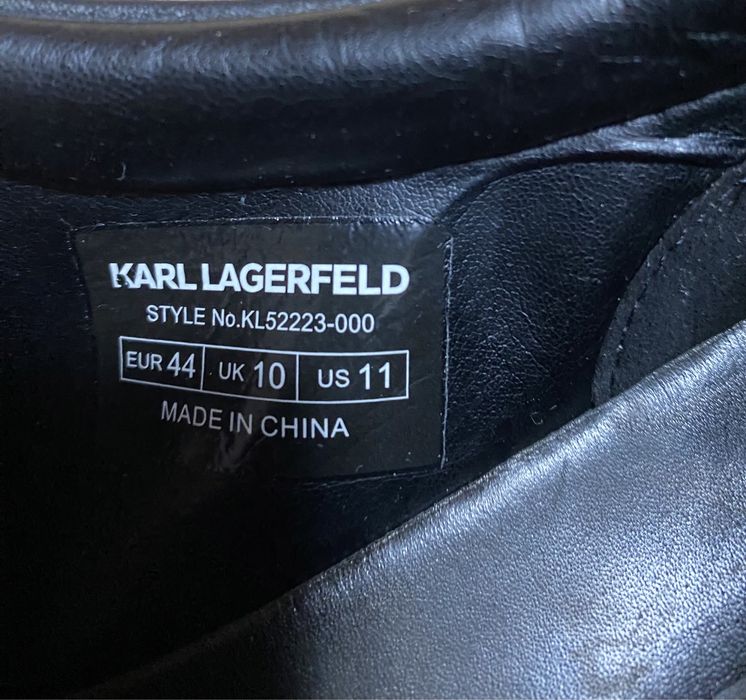 KARL LAGERFELD
STYLE No.KL52223-000
EUR 44 UK 10 US 11
MADE IN CHINA